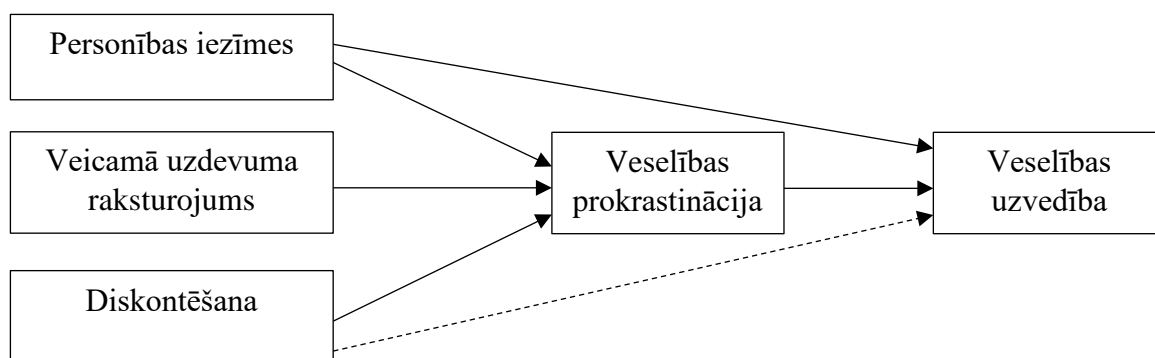 Personības iezīmes
Veicamā uzdevuma
raksturojums
Diskontēšana
Veselības
prokrastinācija
Veselības
uzvedība